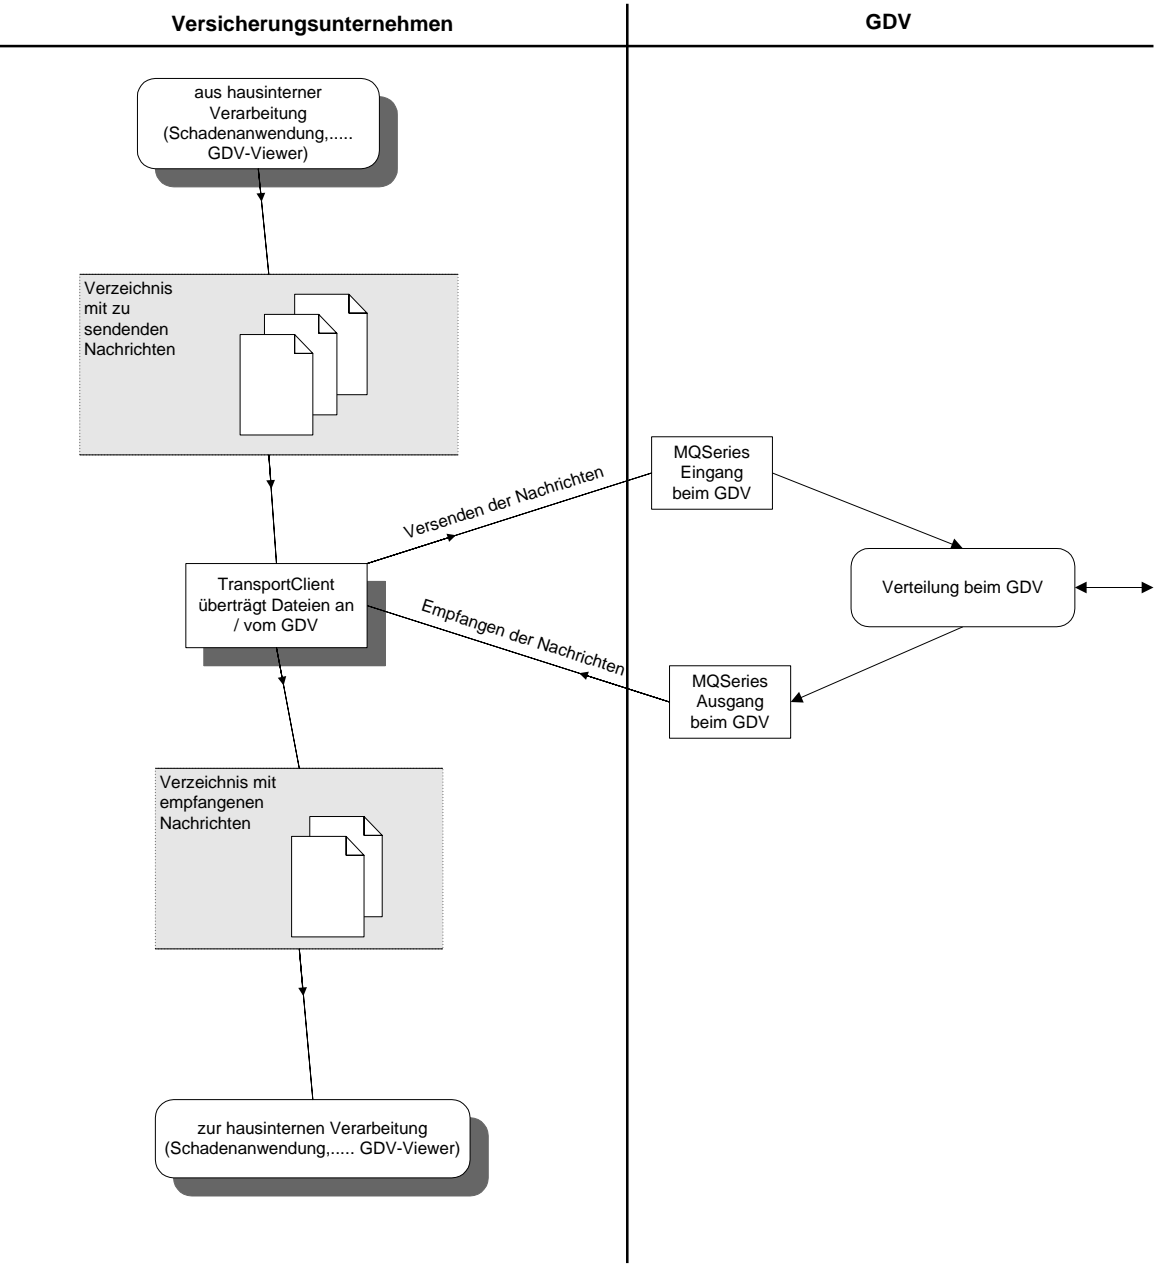 Versicherungsunternehmen
GDV
aus hausinterner
Verarbeitung
(Schadenanwendung,.....
GDV-Viewer)
Verzeichnis
mit zu
sendenden
Nachrichten
MQSeries
Eingang
beim GDV
Versenden der Nachrichten
TransportClient
überträgt Dateien an
/ vom GDV
Verteilung beim GDV
Empfangen der Nachrichten
MQSeries
Ausgang
beim GDV
Verzeichnis mit
empfangenen
Nachrichten
zur hausinternen Verarbeitung
(Schadenanwendung,..... GDV-Viewer)